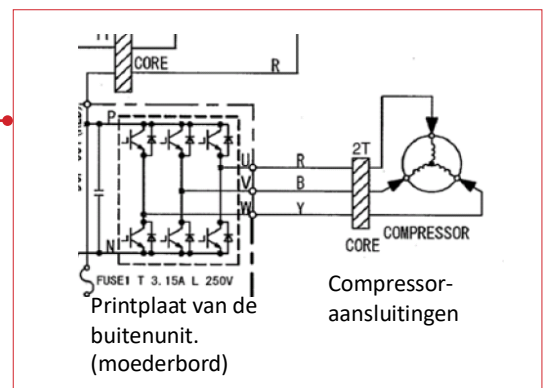 CORE
R
P
U
R
2T
V
B
W
Y
N
CORE
COMPRESSOR
FUSE1 T 3.15A L 250V
Printplaat van de
buitenunit.
(moederbord)
Compressor-
aansluitingen